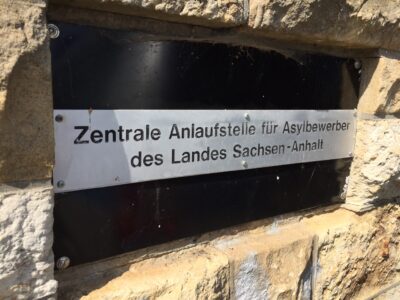 Zentrale Anlaufstelle für Asylbewerber
des Landes Sachsen-Anhalt